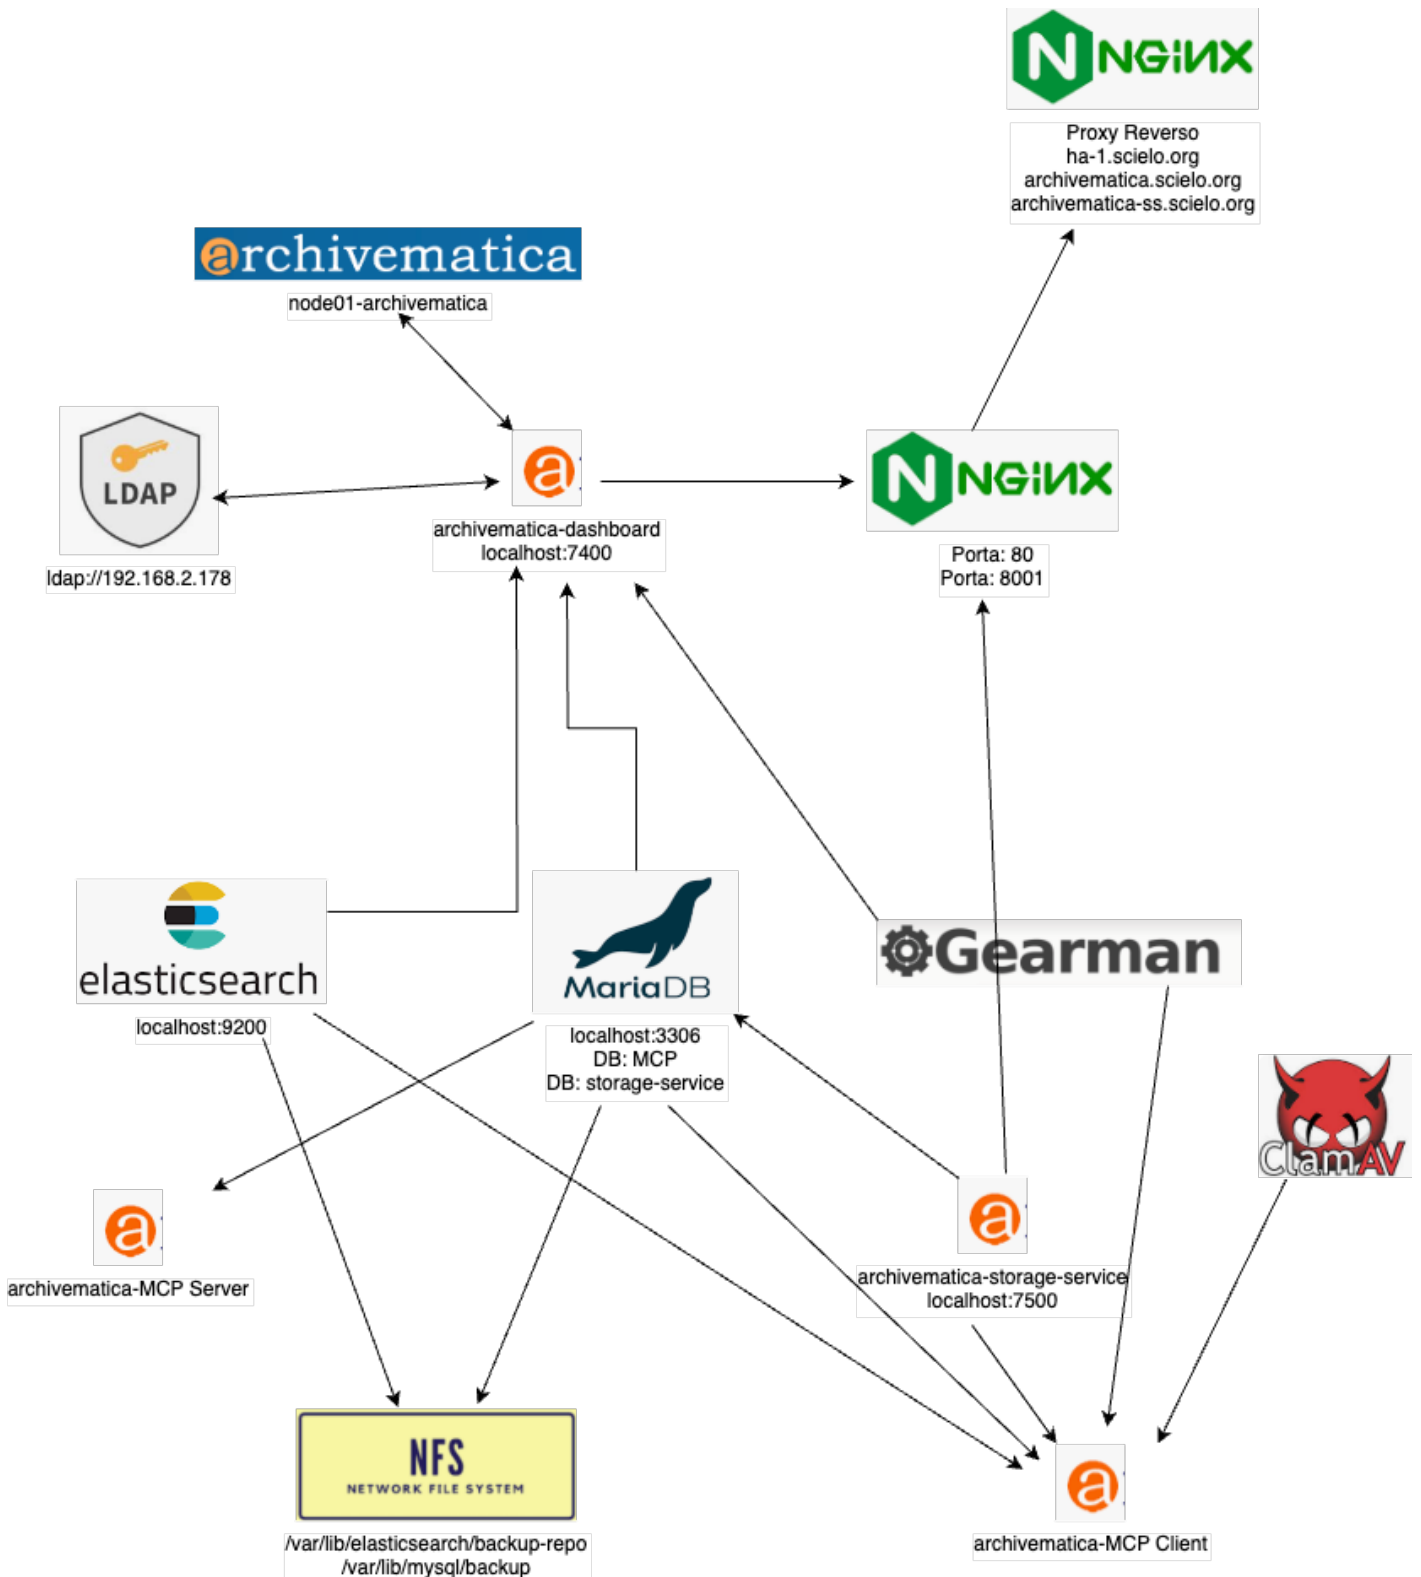 NGINX
Proxy Reverso
ha-1.scielo.org
archivematica.scielo.org
archivematica-ss.scielo.org
archivematica
node01-archivematica
LDAP
ldap://192.168.2.178
a
archivematica-dashboard
localhost:7400
NGINX
Porta: 80
Porta: 8001
elasticsearch
localhost:9200
MariaDB
localhost:3306
DB: MCP
DB: storage-service
Gearman
ClamAV
a
archivematica-MCP Server
a
archivematica-storage-service
localhost:7500
NFS
NETWORK FILE SYSTEM
/var/lib/elasticsearch/backup-repo
/var/lib/mysql/backup
a
archivematica-MCP Client